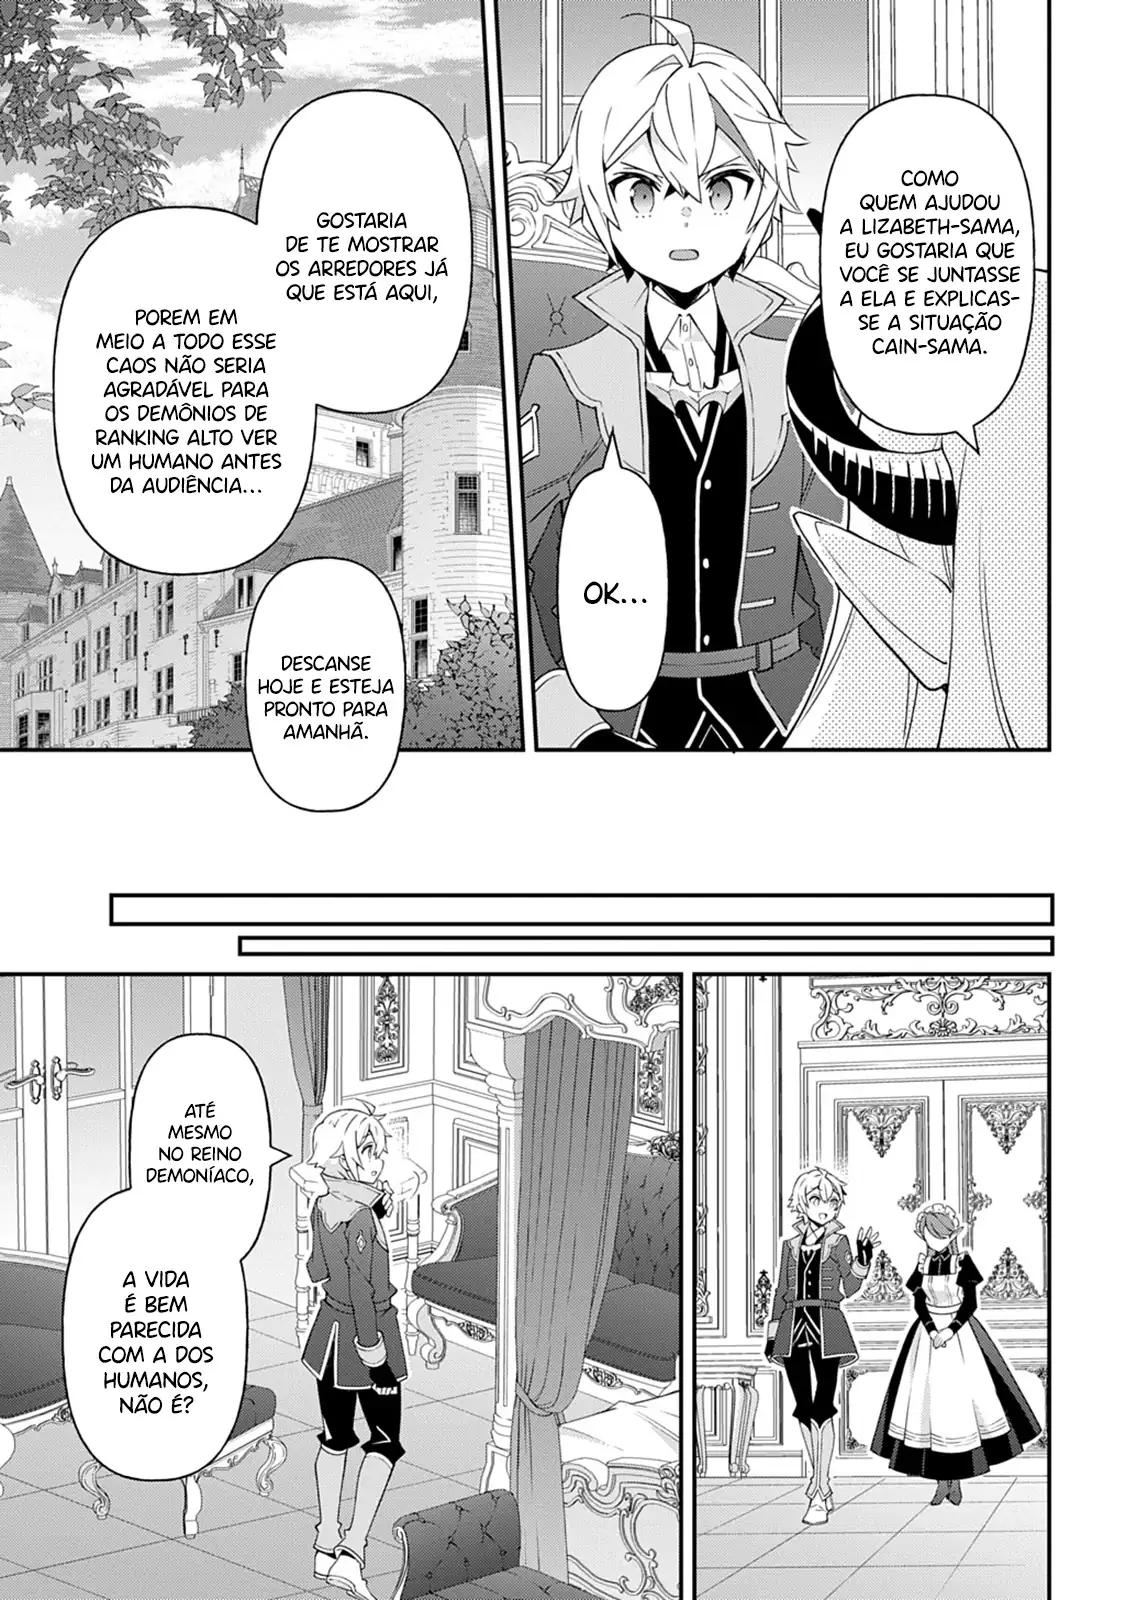 COMO
QUEM AJUDOU
A LIZABETH-SAMA,
EU GOSTARIA QUE
VOCÊ SE JUNTASSE
A ELA E EXPLICAS-
SE A SITUAÇÃO
CAIN-SAMA.
OK...
GOSTARIA
DE TE MOSTRAR
OS ARREDORES JÁ
QUE ESTÁ AQUI,
POREM EM
MEIO A TODO ESSE
CAOS NÃO SERIA
AGRADÁVEL PARA
OS DEMÔNIOS DE
RANKING ALTO VER
UM HUMANO ANTES
DA AUDIÊNCIA...
DESCANSE
HOJE E ESTEJA
PRONTO PARA
AMANHÃ.
ATÉ
MESMO
NO REINO
DEMONÍACO,
A VIDA
É BEM
PARECIDA
COM A DOS
HUMANOS,
NÃO É?